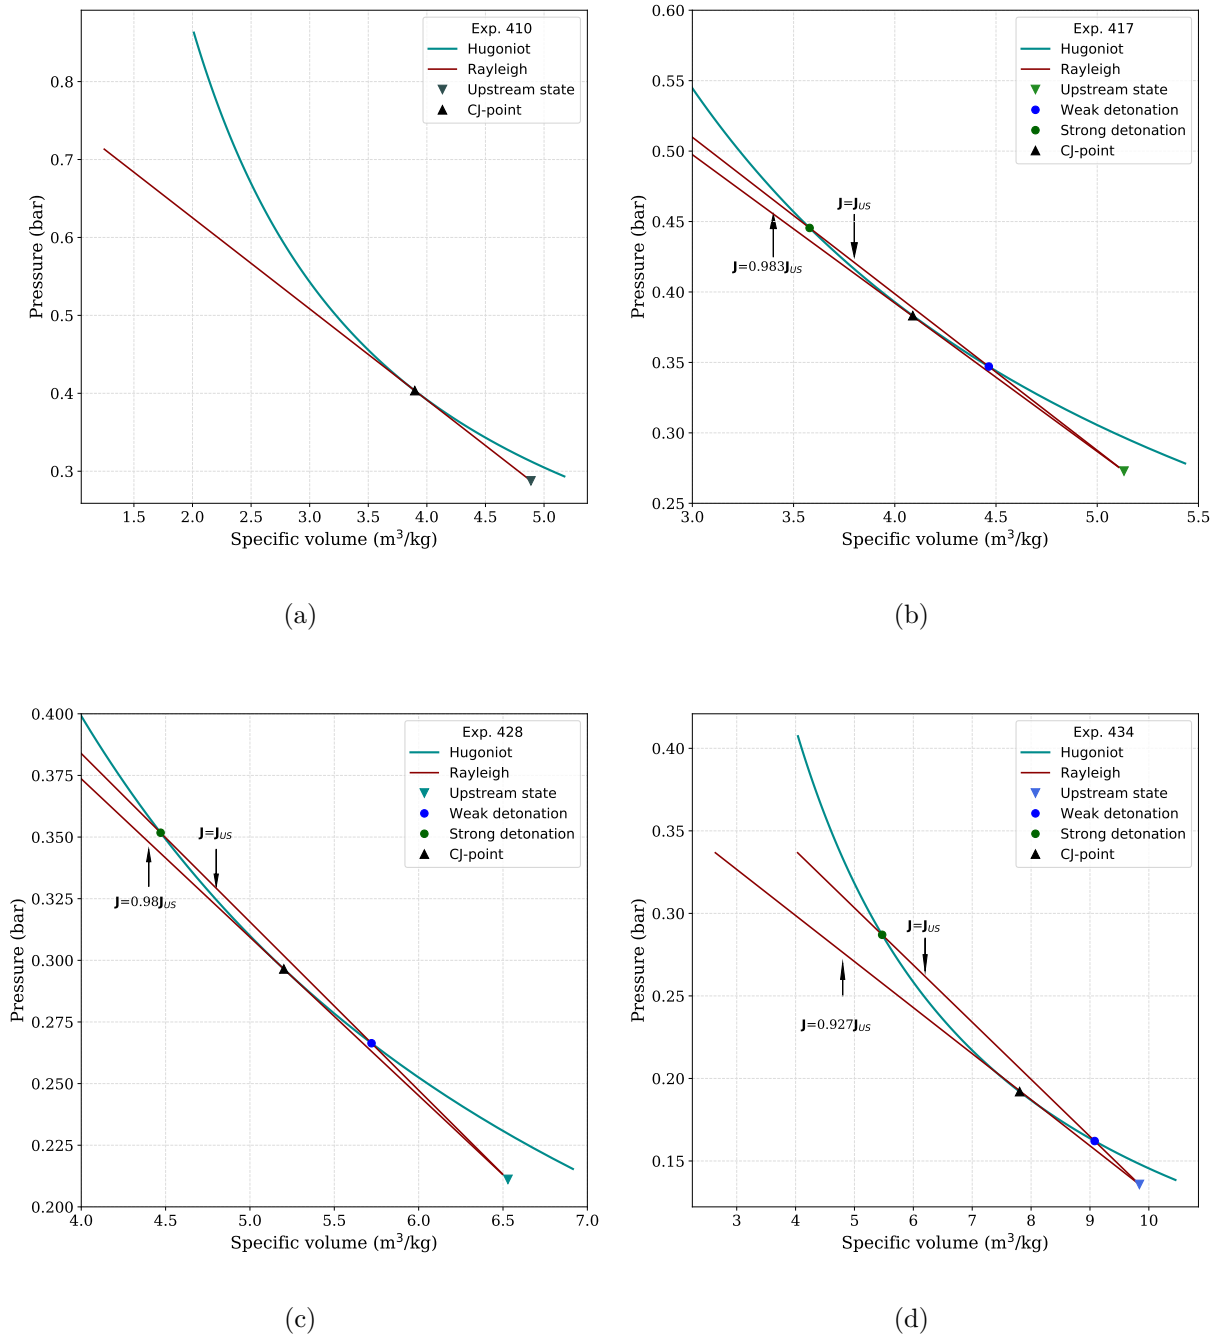 Exp. 410
Hugoniot
Rayleigh
Upstream state
CJ-point
0.8
0.7
0.6
0.5
0.4
0.3
Pressure (bar)
1.5 2.0 2.5 3.0 3.5 4.0 4.5 5.0
Specific volume (m³/kg)
(a)
Exp. 417
Hugoniot
Rayleigh
Upstream state
Weak detonation
Strong detonation
CJ-point
0.60
0.55
0.50
0.45
0.40
0.35
0.30
0.25
Pressure (bar)
J=J_US
J=0.983J_US
3.0 3.5 4.0 4.5 5.0 5.5
Specific volume (m³/kg)
(b)
Exp. 428
Hugoniot
Rayleigh
Upstream state
Weak detonation
Strong detonation
CJ-point
0.400
0.375
0.350
0.325
0.300
0.275
0.250
0.225
0.200
Pressure (bar)
J=J_US
J=0.98J_US
4.0 4.5 5.0 5.5 6.0 6.5 7.0
Specific volume (m³/kg)
(c)
Exp. 434
Hugoniot
Rayleigh
Upstream state
Weak detonation
Strong detonation
CJ-point
0.40
0.35
0.30
0.25
0.20
0.15
Pressure (bar)
J=J_US
J=0.927J_US
3 4 5 6 7 8 9 10
Specific volume (m³/kg)
(d)